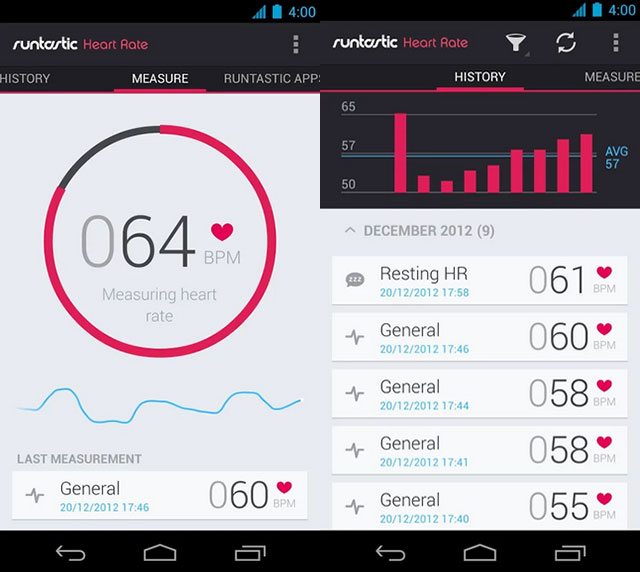 4:00
runtastic Heart Rate
HISTORY MEASURE RUNTASTIC APPS
064 BPM
Measuring heart
rate
LAST MEASUREMENT
General
20/12/2012 17:46
060
4:00
runtastic Heart Rate
HISTORY MEASURE
65
57
50
AVG
57
DECEMBER 2012 (9)
zzz
Resting HR
20/12/2012 17:58
061 BPM
General
20/12/2012 17:46
060 BPM
General
20/12/2012 17:44
058 BPM
General
20/12/2012 17:41
058 BPM
General
20/12/2012 17:40
055 BPM